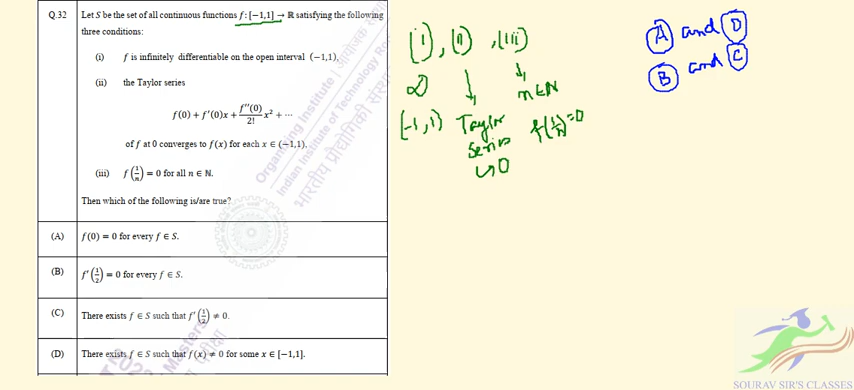 Q.32
Let S be the set of all continuous functions f: [−1,1] → ℝ satisfying the following
three conditions:
(i) f is infinitely differentiable on the open interval (−1,1),
(ii) the Taylor series
f(0) + f′(0)x + f″(0)/2! x² + ⋯
of f at 0 converges to f(x) for each x ∈ (−1,1),
(iii) f(1/n) = 0 for all n ∈ ℕ.
Then which of the following is/are true?
(A) f(0) = 0 for every f ∈ S.
(B) f′(1/2) = 0 for every f ∈ S.
(C) There exists f ∈ S such that f′(1/2) ≠ 0.
(D) There exists f ∈ S such that f(x) ≠ 0 for some x ∈ [−1,1].
(i), (ii), (iii)
n∈N
(-1, 1) Taylor f(1/n)=0
Series
↳ 0
(A) and (D)
(B) and (C)
Organizing Institute
Indian Institute of Technology
SOURAV SIR'S CLASSES